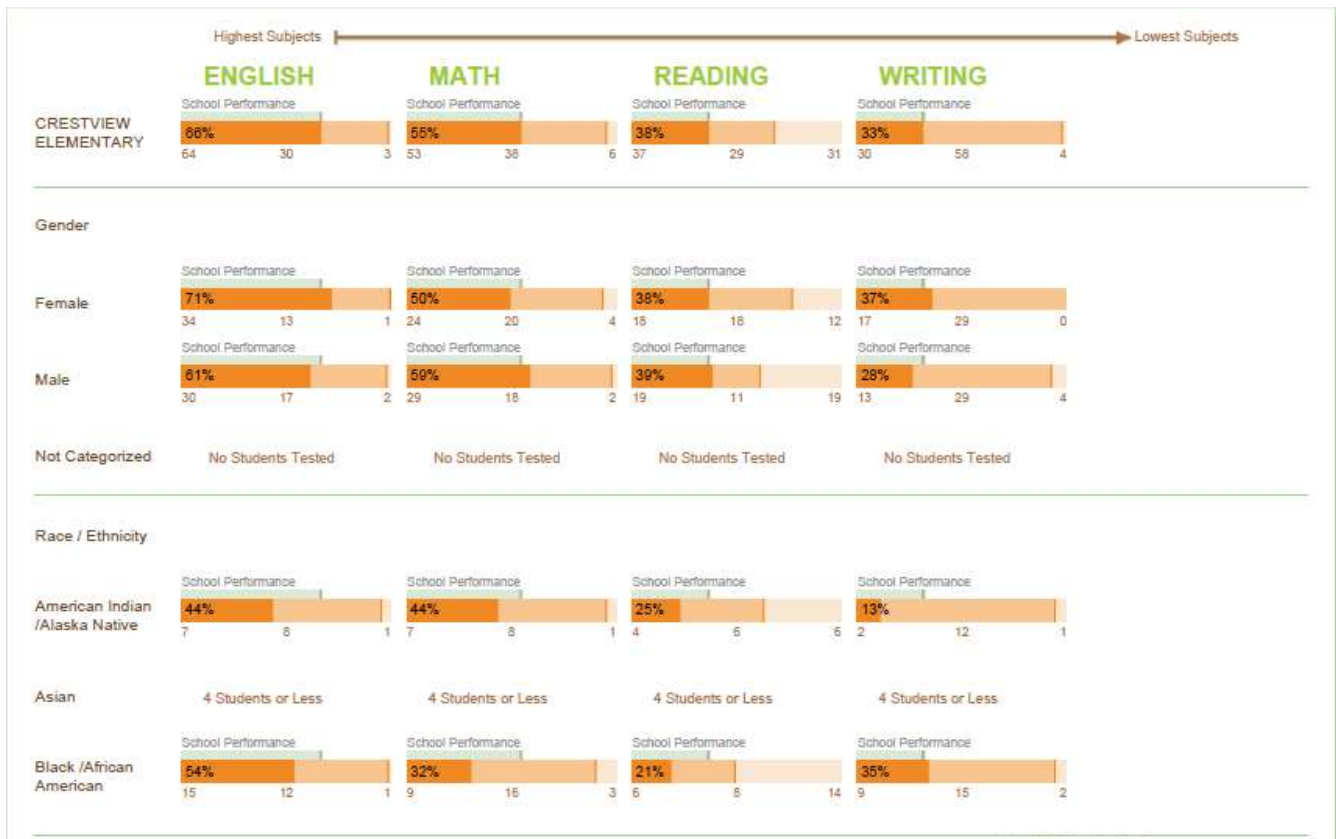 Highest Subjects Lowest Subjects
ENGLISH MATH READING WRITING
School Performance School Performance School Performance School Performance
CRESTVIEW ELEMENTARY 66% 55% 38% 33%
64 30 3 53 38 6 37 29 31 30 58 4
Gender
School Performance School Performance School Performance School Performance
Female 71% 50% 38% 37%
34 13 1 24 20 4 18 18 12 17 29 0
School Performance School Performance School Performance School Performance
Male 61% 59% 39% 28%
30 17 2 29 18 2 19 11 19 13 29 4
Not Categorized No Students Tested No Students Tested No Students Tested No Students Tested
Race / Ethnicity
School Performance School Performance School Performance School Performance
American Indian /Alaska Native 44% 44% 25% 13%
7 8 1 7 8 1 4 6 6 2 12 1
Asian 4 Students or Less 4 Students or Less 4 Students or Less 4 Students or Less
School Performance School Performance School Performance School Performance
Black /African American 54% 32% 21% 35%
15 12 1 9 16 3 6 8 14 9 15 2